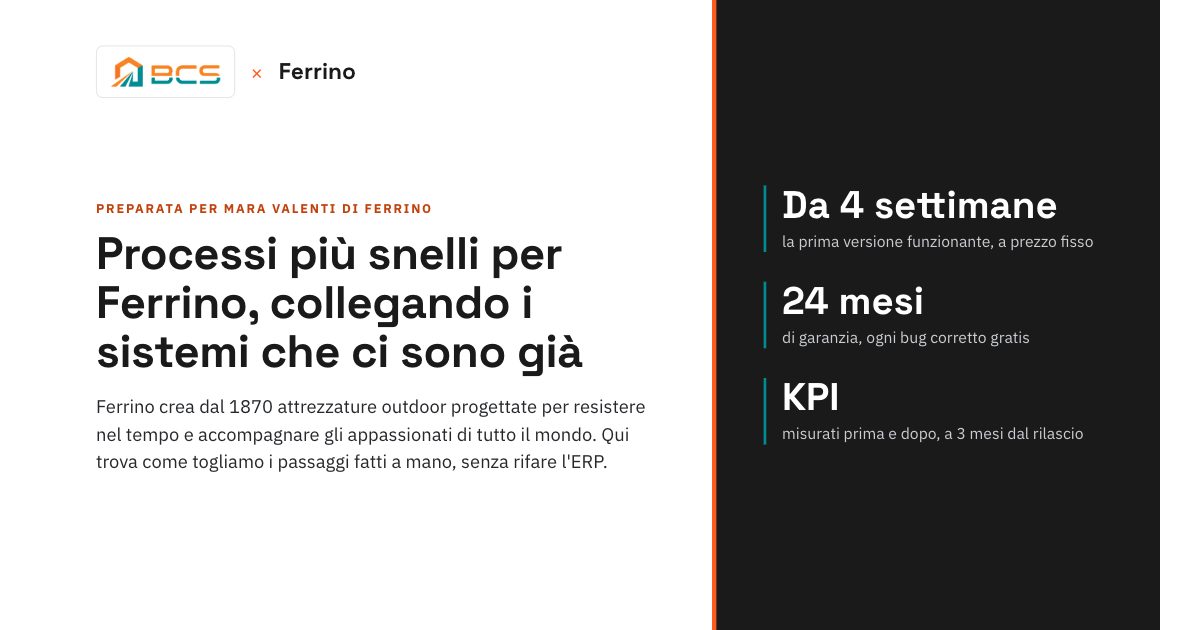 BCS × Ferrino
PREPARATA PER MARA VALENTI DI FERRINO
Processi più snelli per
Ferrino, collegando i
sistemi che ci sono già
Ferrino crea dal 1870 attrezzature outdoor progettate per resistere
nel tempo e accompagnare gli appassionati di tutto il mondo. Qui
trova come togliamo i passaggi fatti a mano, senza rifare l'ERP.
Da 4 settimane
la prima versione funzionante, a prezzo fisso
24 mesi
di garanzia, ogni bug corretto gratis
KPI
misurati prima e dopo, a 3 mesi dal rilascio